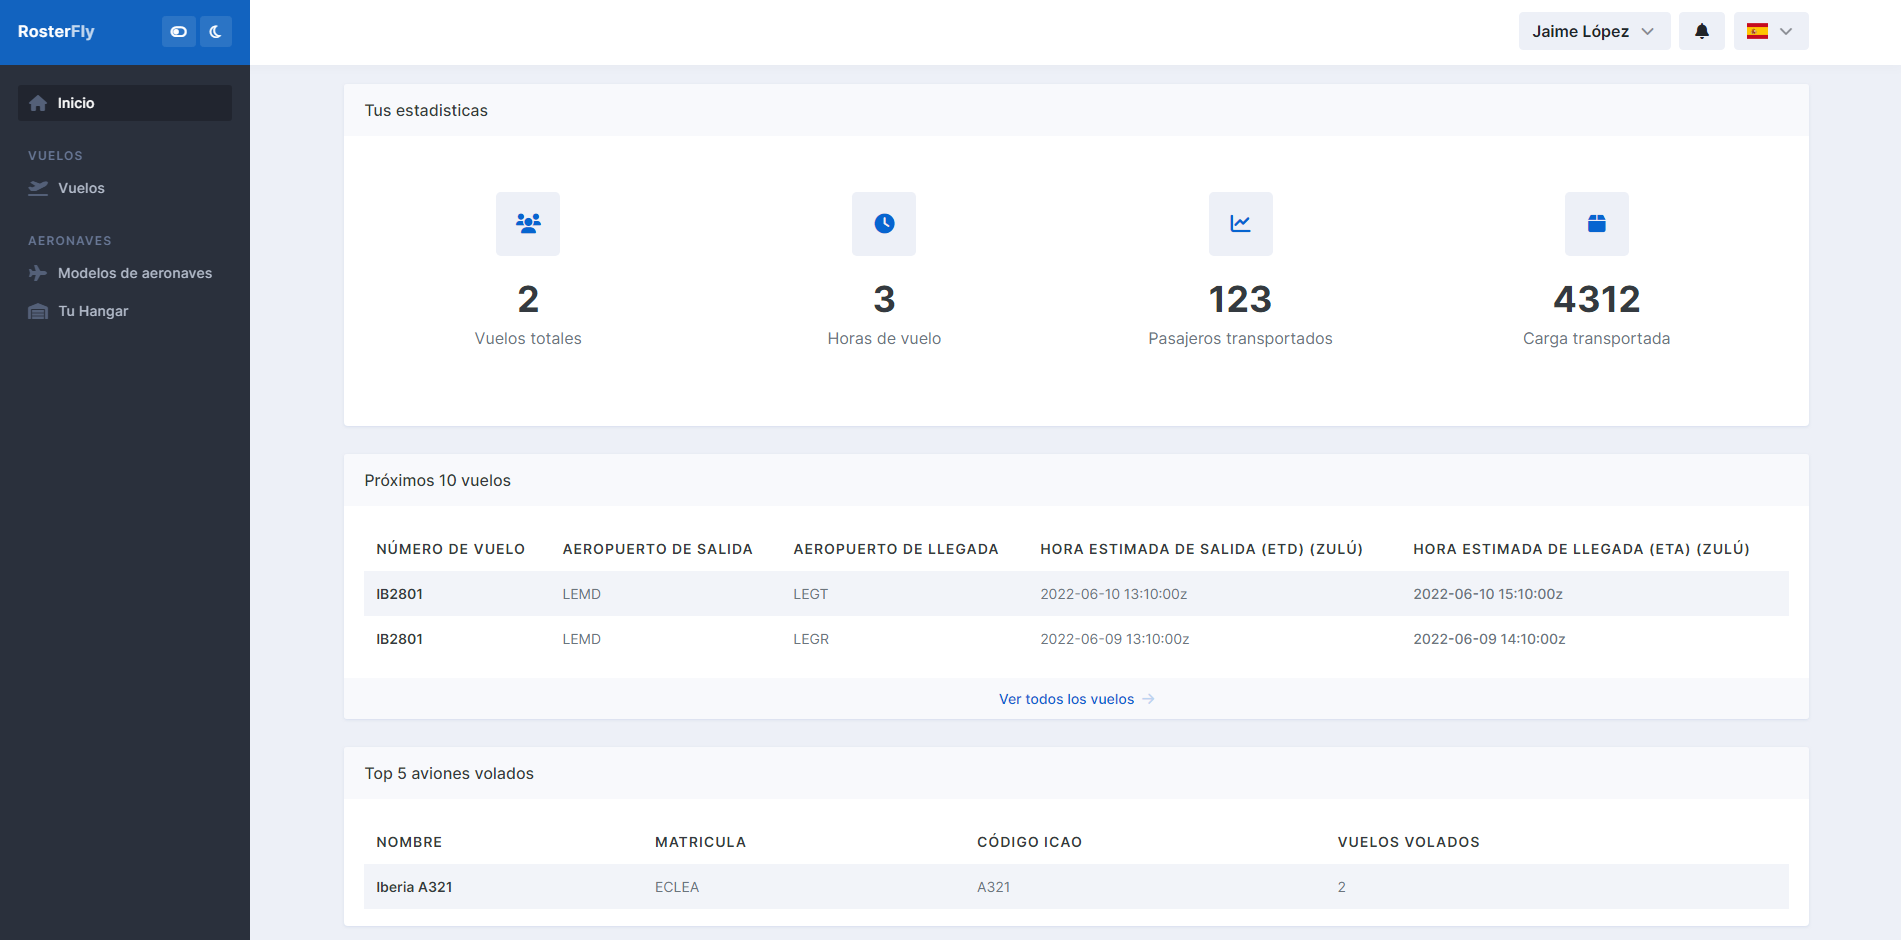 RosterFly
Jaime López
Inicio
VUELOS
Vuelos
AERONAVES
Modelos de aeronaves
Tu Hangar
Tus estadisticas
2 3 123 4312
Vuelos totales Horas de vuelo Pasajeros transportados Carga transportada
Próximos 10 vuelos
NÚMERO DE VUELO AEROPUERTO DE SALIDA AEROPUERTO DE LLEGADA HORA ESTIMADA DE SALIDA (ETD) (ZULÚ) HORA ESTIMADA DE LLEGADA (ETA) (ZULÚ)
IB2801 LEMD LEGT 2022-06-10 13:10:00z 2022-06-10 15:10:00z
IB2801 LEMD LEGR 2022-06-09 13:10:00z 2022-06-09 14:10:00z
Ver todos los vuelos
Top 5 aviones volados
NOMBRE MATRICULA CÓDIGO ICAO VUELOS VOLADOS
Iberia A321 ECLEA A321 2